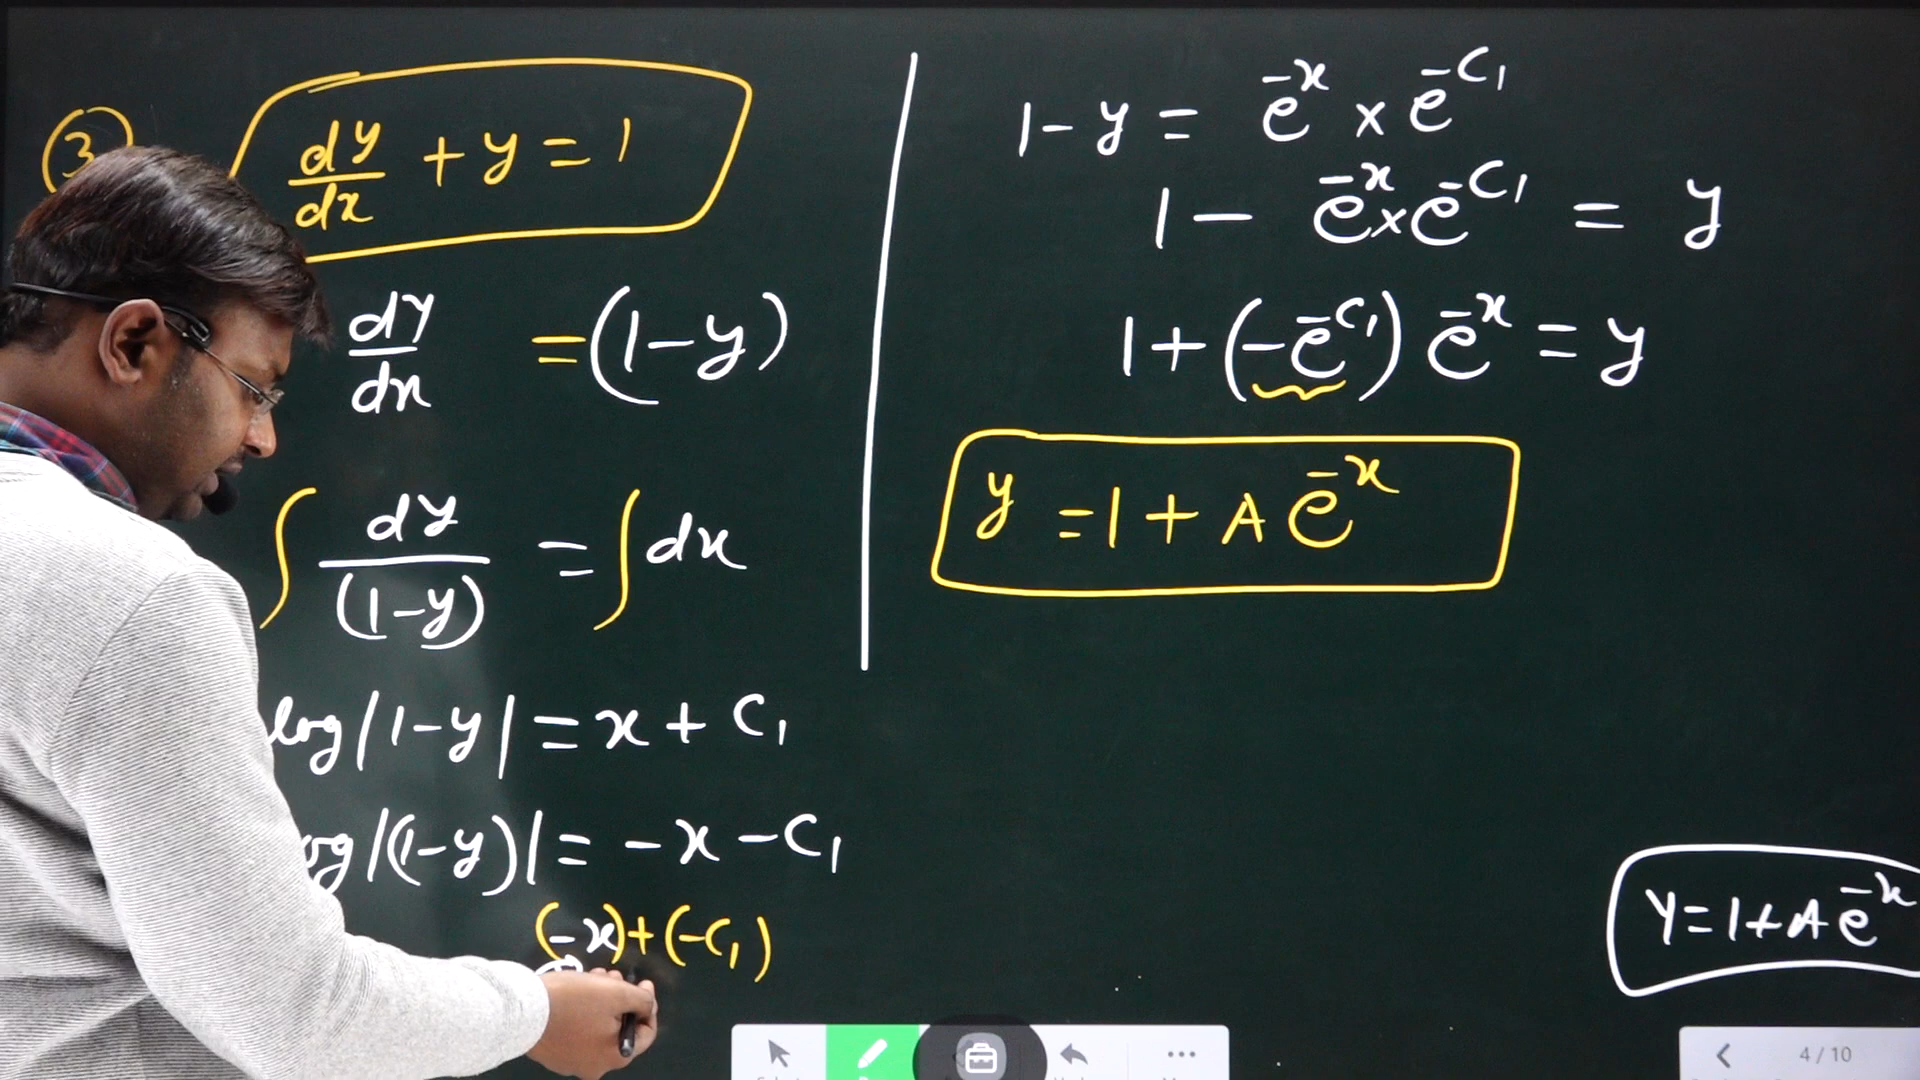 ③ dy/dx + y = 1
dy/dx = (1-y)
∫ dy/(1-y) = ∫ dx
log|1-y| = x + C₁
og|(1-y)| = -x - C₁
(-x)+(-C₁)
1-y = e⁻ˣ × e^-C₁
1 - e⁻ˣ × e^-C₁ = y
1 + (-e^-C₁) e⁻ˣ = y
y = 1 + A e⁻ˣ
Y = 1 + A e⁻ˣ
4 / 10